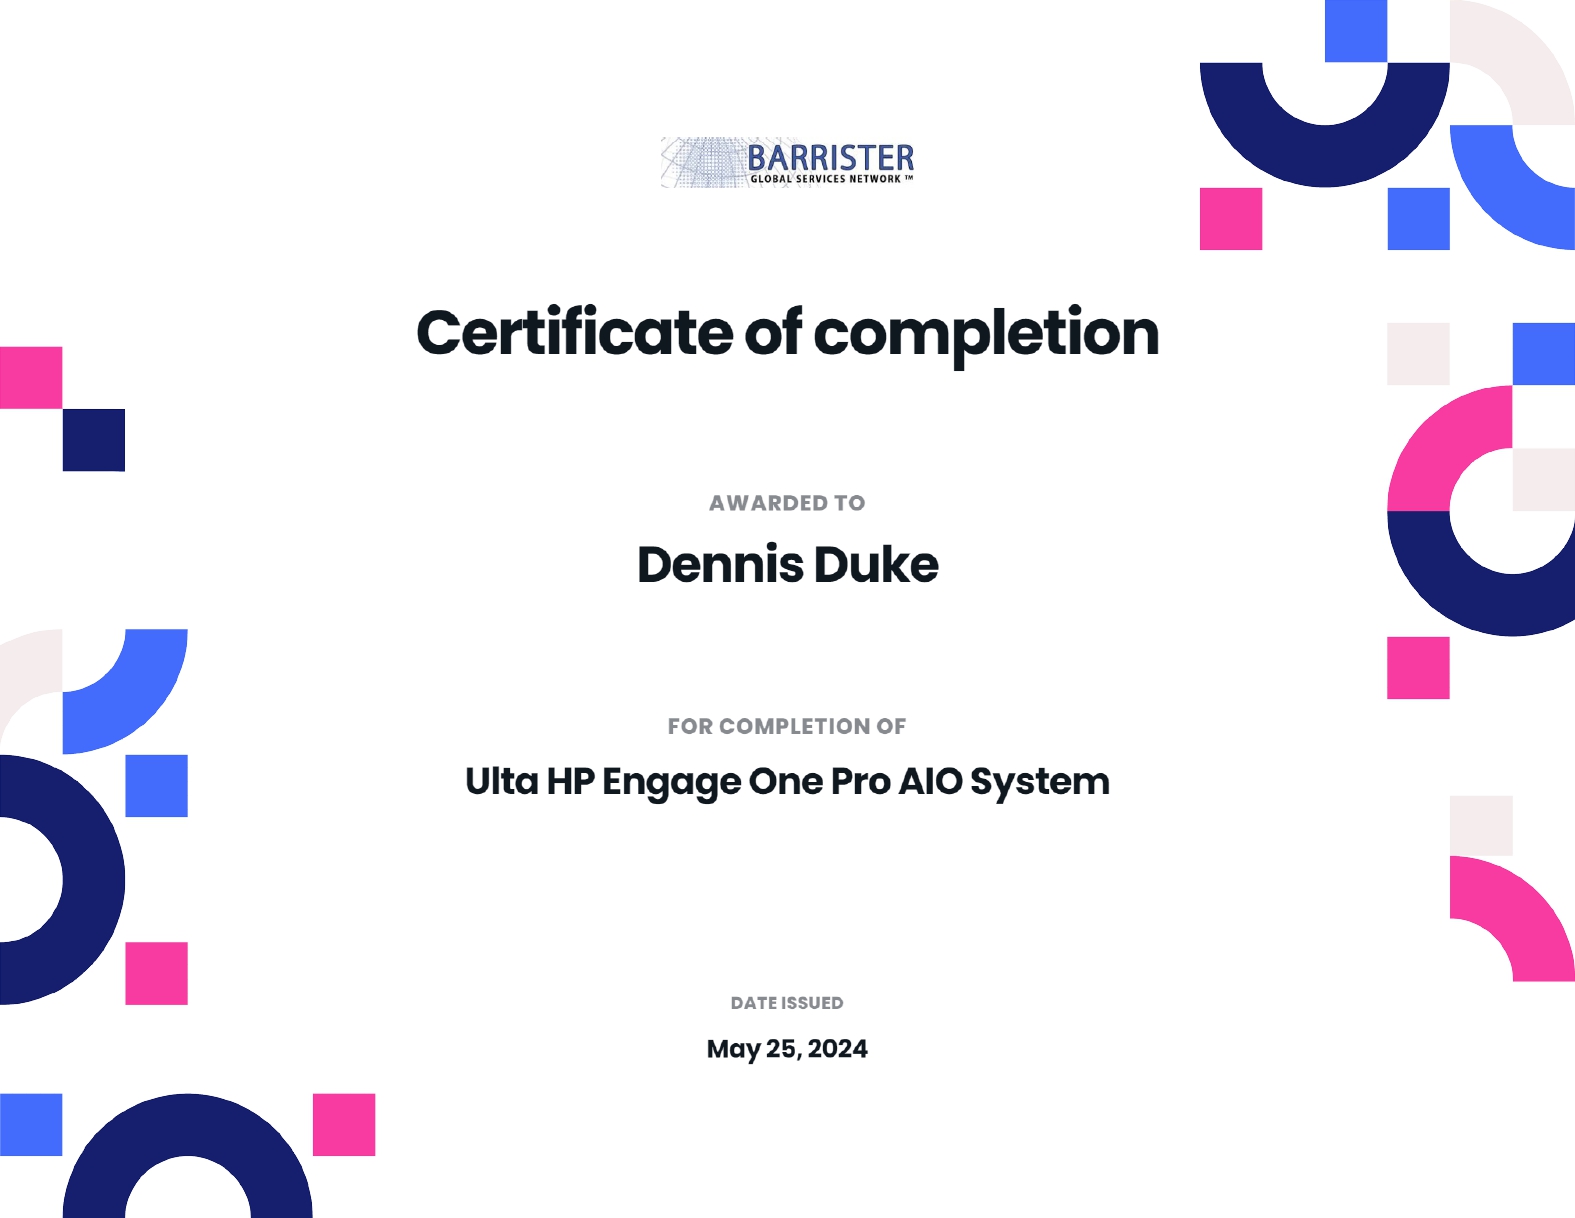 BARRISTER
GLOBAL SERVICES NETWORK ™
Certificate of completion
AWARDED TO
Dennis Duke
FOR COMPLETION OF
Ulta HP Engage One Pro AIO System
DATE ISSUED
May 25, 2024